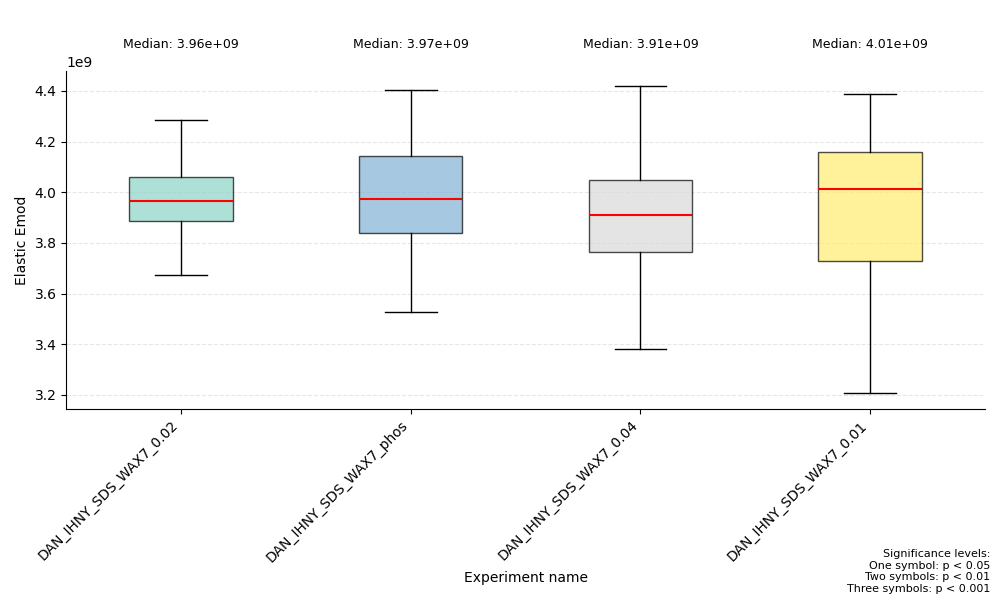 Median: 3.96e+09
Median: 3.97e+09
Median: 3.91e+09
Median: 4.01e+09
1e9
4.4
4.2
4.0
3.8
3.6
3.4
3.2
Elastic Emod
DAN_IHNY_SDS_WAX7_0.02
DAN_IHNY_SDS_WAX7_phos
DAN_IHNY_SDS_WAX7_0.04
DAN_IHNY_SDS_WAX7_0.01
Experiment name
Significance levels:
One symbol: p < 0.05
Two symbols: p < 0.01
Three symbols: p < 0.001